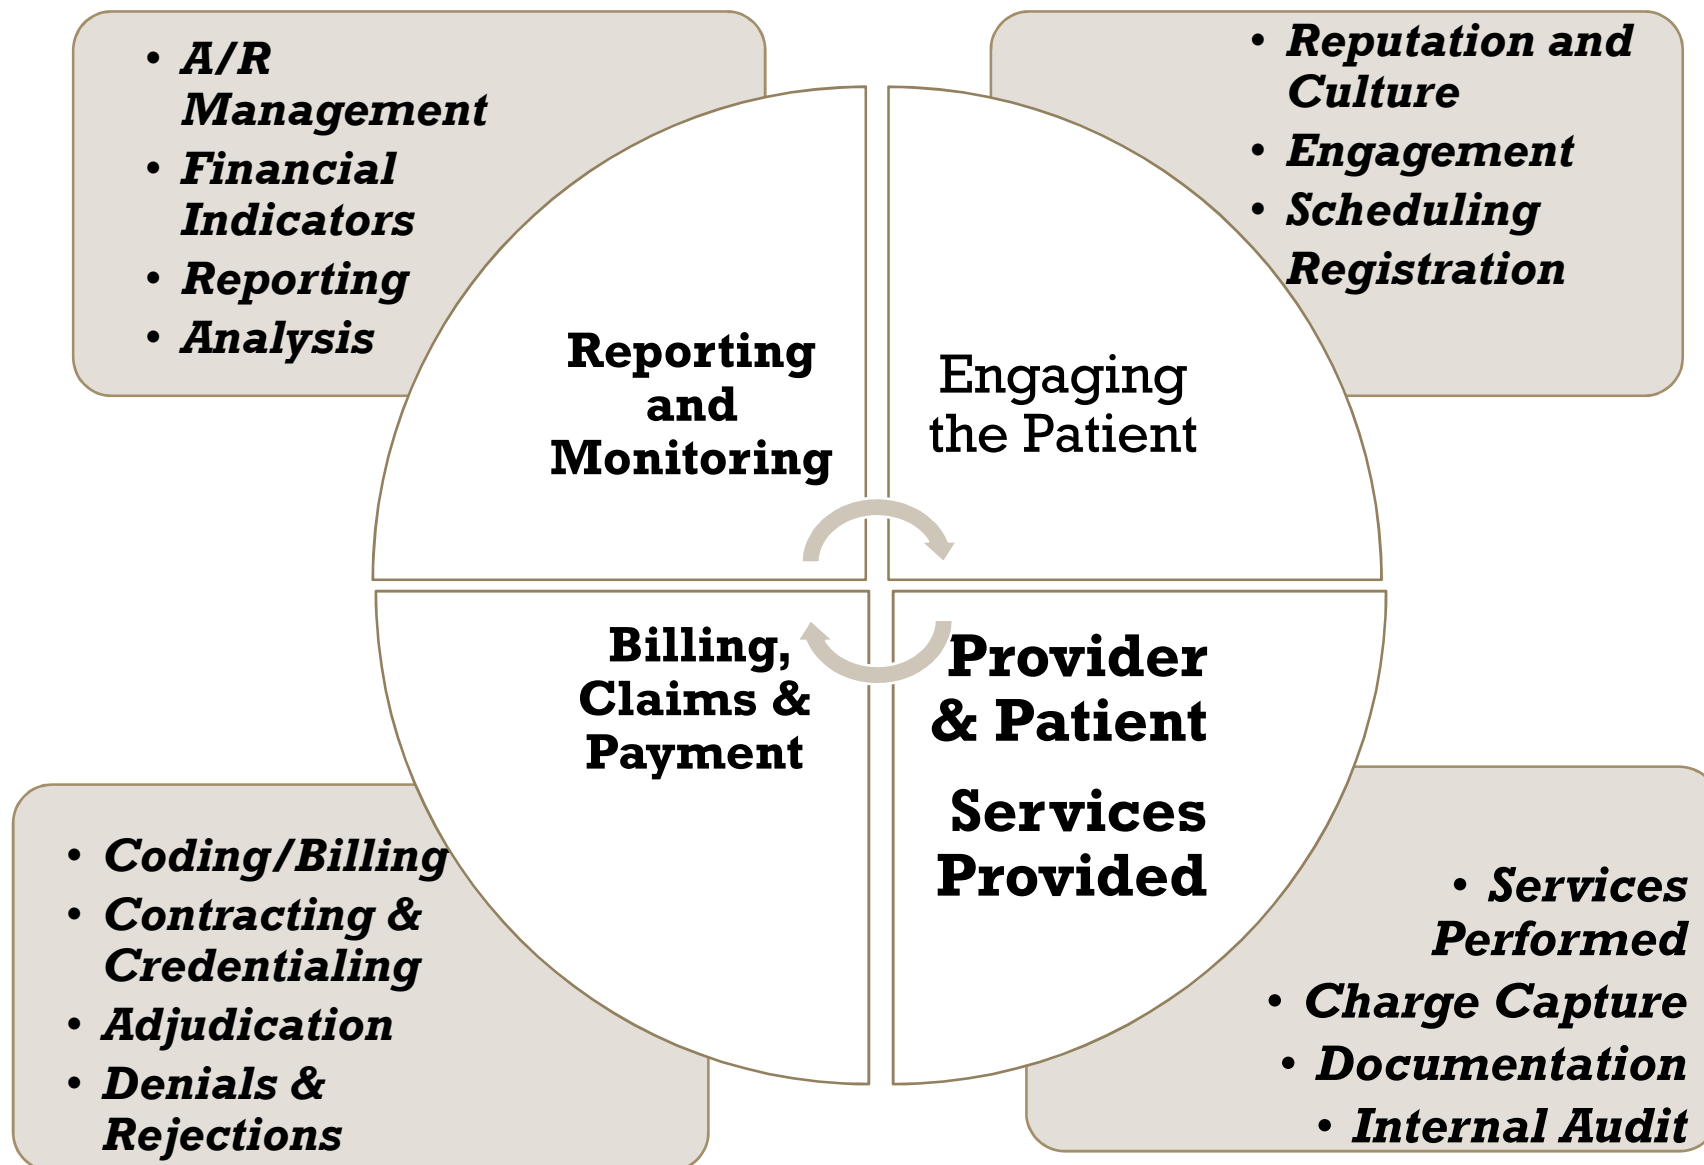 • A/R
Management
• Financial
Indicators
• Reporting
• Analysis
• Reputation and
Culture
• Engagement
• Scheduling
Registration
Reporting
and
Monitoring
Engaging
the Patient
Billing,
Claims &
Payment
Provider
& Patient
Services
Provided
• Coding/Billing
• Contracting &
Credentialing
• Adjudication
• Denials &
Rejections
• Services
Performed
• Charge Capture
• Documentation
• Internal Audit